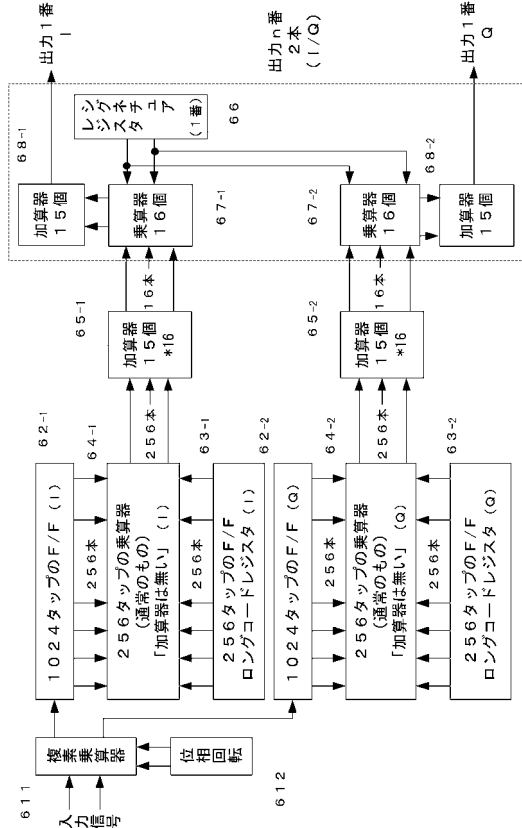 611
入力信号
複素乗算器
位相回転
612
62-1
1024タップのF/F (I)
256本
64-1
256タップの乗算器 (I)
(通常のもの)
「加算器は無い」
256本
63-1
256タップのF/F
ロングコードレジスタ (I)
62-2
1024タップのF/F (Q)
256本
64-2
256タップの乗算器
(通常のもの)
「加算器は無い」 (Q)
256本
63-2
256タップのF/F
ロングコードレジスタ (Q)
256本
65-1
加算器
15個
*16
16本
256本
65-2
加算器
15個
*16
16本
68-1
加算器
15個
乗算器
16個
67-1
シグネチュア
レジスタ
(1番)
66
67-2
乗算器
16個
68-2
加算器
15個
出力1番
I
出力n番
2本
(I/Q)
出力1番
Q